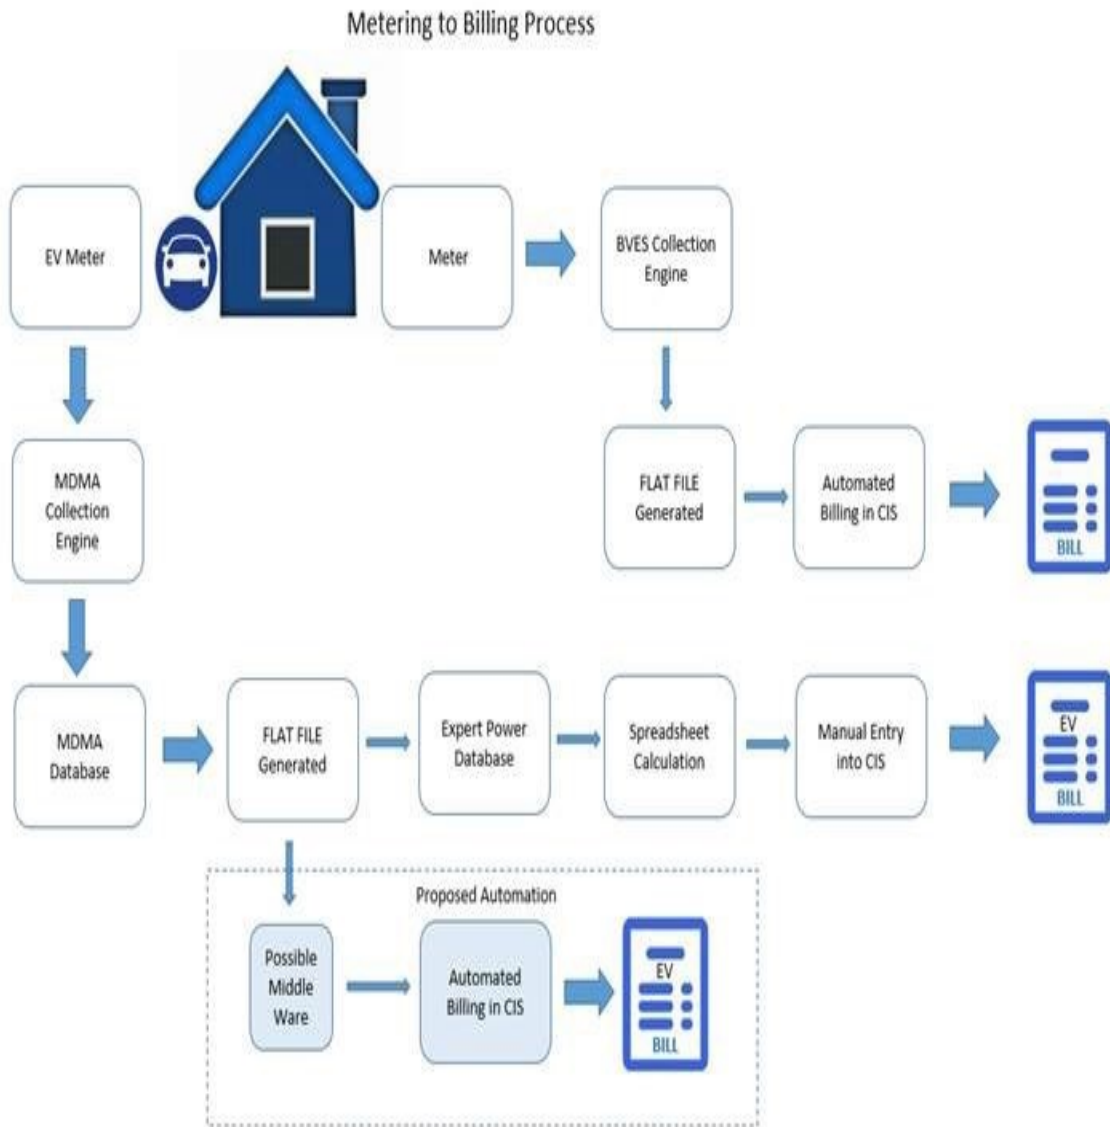 Metering to Billing Process
EV Meter
Meter
BVES Collection
Engine
MDMA
Collection
Engine
FLAT FILE
Generated
Automated
Billing in CIS
BILL
MDMA
Database
FLAT FILE
Generated
Expert Power
Database
Spreadsheet
Calculation
Manual Entry
into CIS
EV
BILL
Proposed Automation
Possible
Middle
Ware
Automated
Billing in CIS
EV
BILL